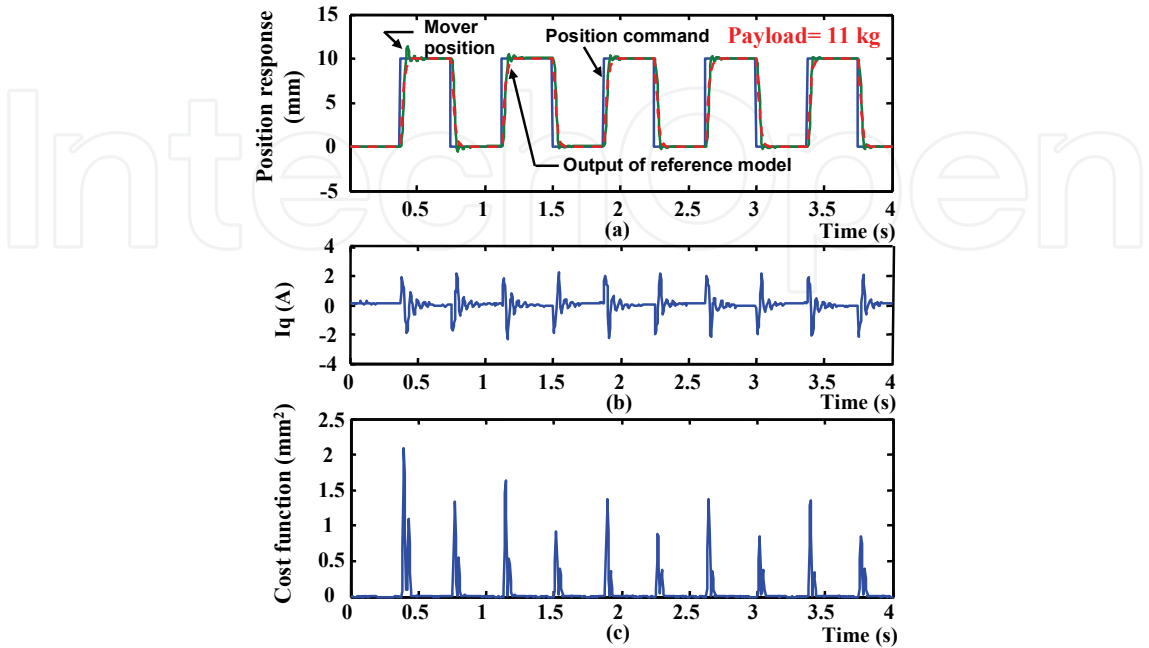 IntechOpen
Mover
position
Position command
Payload= 11 kg
Position response
(mm)
15
10
5
0
-5
Output of reference model
0.5 1 1.5 2 2.5 3 3.5 4
(a)
Time (s)
Iq (A)
4
2
0
-2
-4
0 0.5 1 1.5 2 2.5 3 3.5 4
(b)
Time (s)
Cost function (mm²)
2.5
2
1.5
1
0.5
0
0 0.5 1 1.5 2 2.5 3 3.5 4
(c)
Time (s)